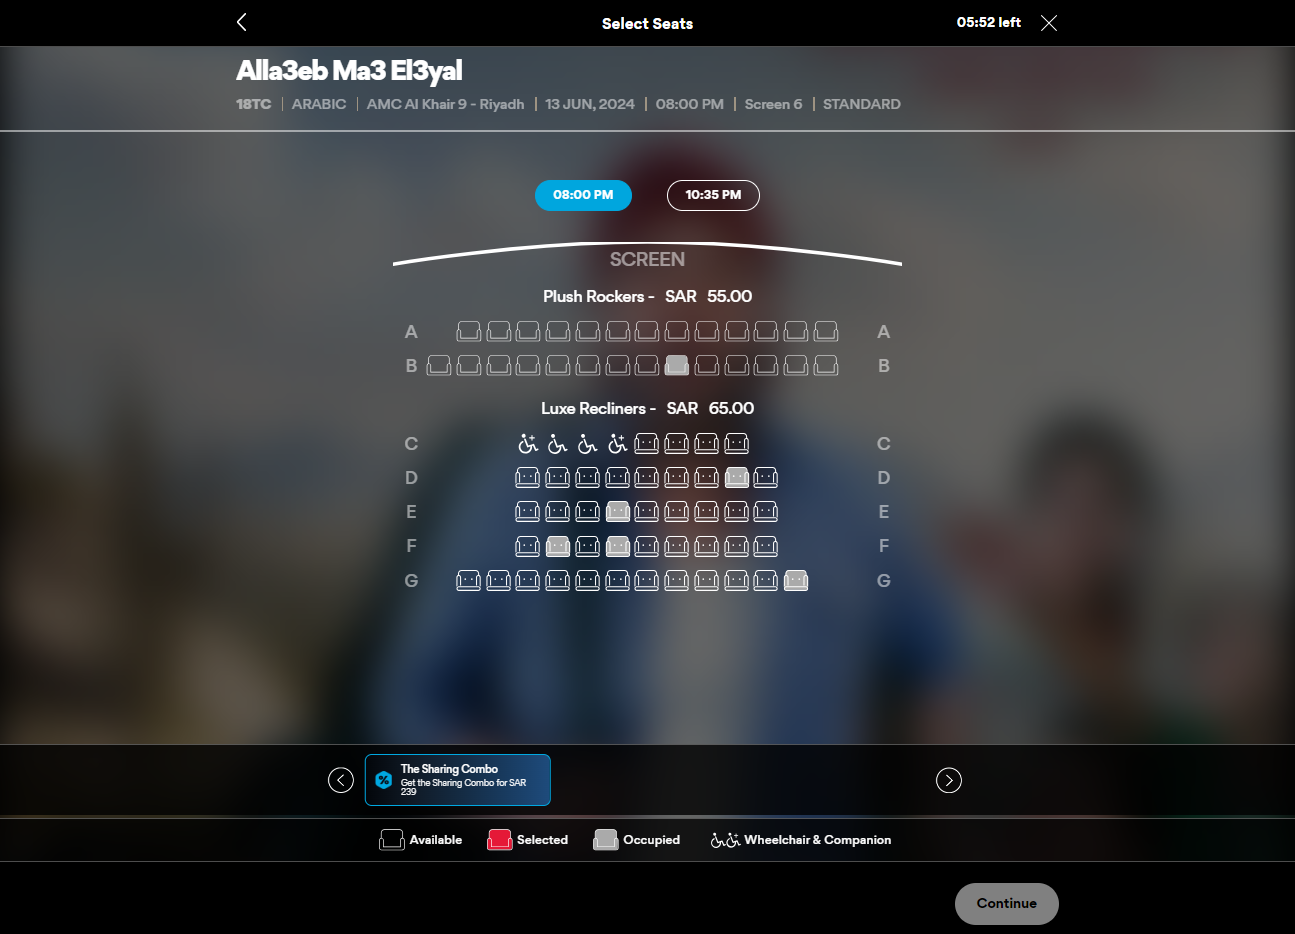 Select Seats
05:52 left
Alla3eb Ma3 El3yal
18TC | ARABIC | AMC Al Khair 9 - Riyadh | 13 JUN, 2024 | 08:00 PM | Screen 6 | STANDARD
08:00 PM 10:35 PM
SCREEN
Plush Rockers - SAR 55.00
A A
B B
Luxe Recliners - SAR 65.00
C C
D D
E E
F F
G G
The Sharing Combo
Get the Sharing Combo for SAR
239
Available Selected Occupied Wheelchair & Companion
Continue